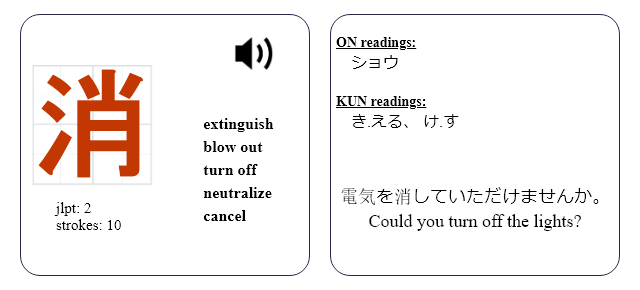 消
extinguish
blow out
turn off
neutralize
cancel
jlpt: 2
strokes: 10
ON readings:
ショウ
KUN readings:
き.える、 け.す
電気を消していただけませんか。
Could you turn off the lights?